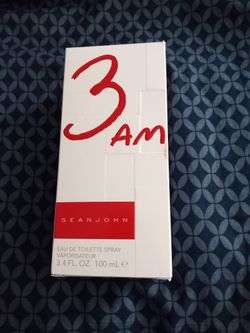 3
AM
SEANJOHN
EAU DE TOILETTE SPRAY
VAPORISATEUR
3.4 FL. OZ. 100 mL ℮